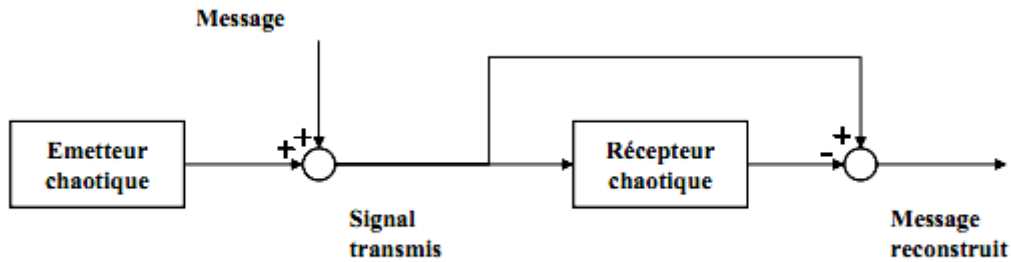 Message
Emetteur
chaotique
+
+
Signal
transmis
Récepteur
chaotique
+
-
Message
reconstruit